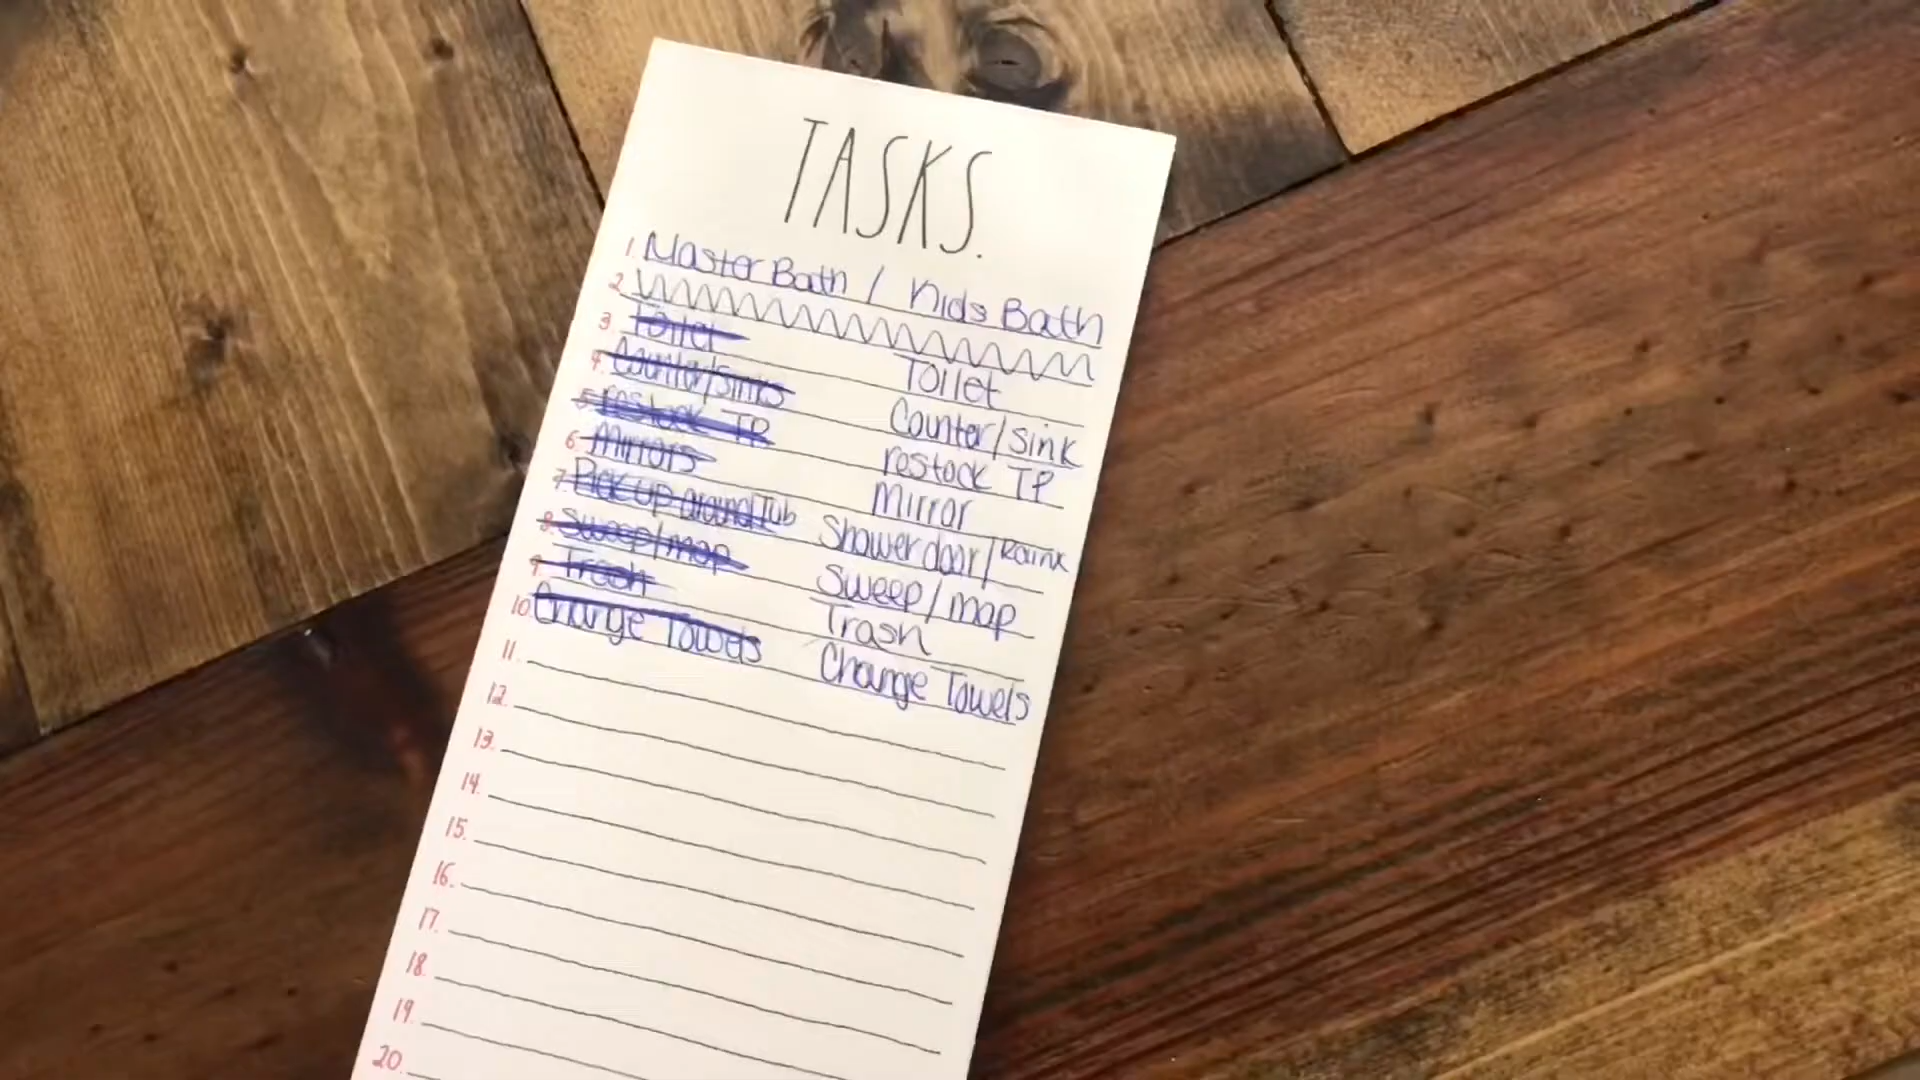 TASKS.
1. Master Bath / Kids Bath
2.
3. Toilet Toilet
4. Counter/Sinks Counter/Sink
5. restock TP restock TP
6. Mirrors Mirror
7. Pick up around Tub Shower door/
8. Sweep/mop Sweep/mop
9. Trash Trash
10. Change Towels Change Towels
11.
12.
13.
14.
15.
16.
17.
18.
19.
20.